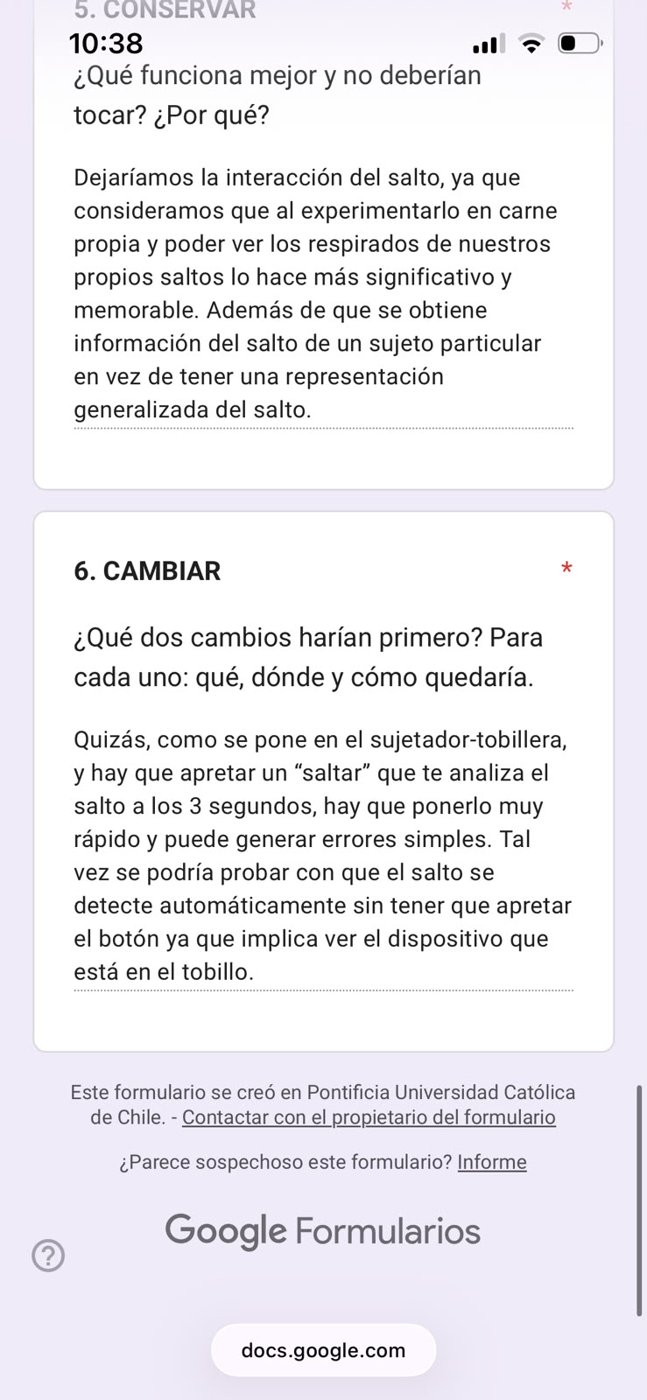 5. CONSERVAR *
10:38
¿Qué funciona mejor y no deberían
tocar? ¿Por qué?
Dejaríamos la interacción del salto, ya que
consideramos que al experimentarlo en carne
propia y poder ver los respirados de nuestros
propios saltos lo hace más significativo y
memorable. Además de que se obtiene
información del salto de un sujeto particular
en vez de tener una representación
generalizada del salto.
6. CAMBIAR *
¿Qué dos cambios harían primero? Para
cada uno: qué, dónde y cómo quedaría.
Quizás, como se pone en el sujetador-tobillera,
y hay que apretar un “saltar” que te analiza el
salto a los 3 segundos, hay que ponerlo muy
rápido y puede generar errores simples. Tal
vez se podría probar con que el salto se
detecte automáticamente sin tener que apretar
el botón ya que implica ver el dispositivo que
está en el tobillo.
Este formulario se creó en Pontificia Universidad Católica
de Chile. - Contactar con el propietario del formulario
¿Parece sospechoso este formulario? Informe
Google Formularios
?
docs.google.com